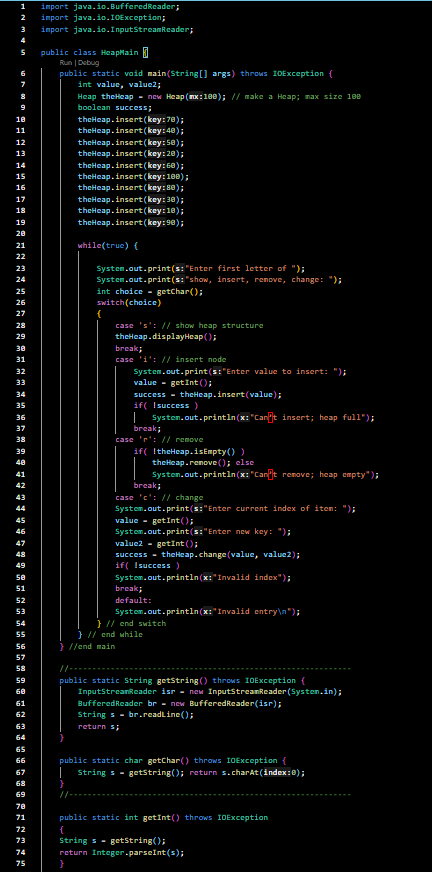 1 import java.io.BufferedReader;
2 import java.io.IOException;
3 import java.io.InputStreamReader;
4
5 public class HeapMain {
Run | Debug
6 public static void main(String[] args) throws IOException {
7 int value, value2;
8 Heap theHeap = new Heap(mx:100); // make a Heap; max size 100
9 boolean success;
10 theHeap.insert(key:70);
11 theHeap.insert(key:40);
12 theHeap.insert(key:50);
13 theHeap.insert(key:20);
14 theHeap.insert(key:60);
15 theHeap.insert(key:100);
16 theHeap.insert(key:80);
17 theHeap.insert(key:30);
18 theHeap.insert(key:10);
19 theHeap.insert(key:90);
20
21 while(true) {
22
23 System.out.print(s:"Enter first letter of ");
24 System.out.print(s:"show, insert, remove, change: ");
25 int choice = getChar();
26 switch(choice)
27 {
28 case 's': // show heap structure
29 theHeap.displayHeap();
30 break;
31 case 'i': // insert node
32 System.out.print(s:"Enter value to insert: ");
33 value = getInt();
34 success = theHeap.insert(value);
35 if( !success )
36 System.out.println(x:"Can’t insert; heap full");
37 break;
38 case 'r': // remove
39 if( !theHeap.isEmpty() )
40 theHeap.remove(); else
41 System.out.println(x:"Can’t remove; heap empty");
42 break;
43 case 'c': // change
44 System.out.print(s:"Enter current index of item: ");
45 value = getInt();
46 System.out.print(s:"Enter new key: ");
47 value2 = getInt();
48 success = theHeap.change(value, value2);
49 if( !success )
50 System.out.println(x:"Invalid index");
51 break;
52 default:
53 System.out.println(x:"Invalid entry\n");
54 } // end switch
55 } // end while
56 } //end main
57
58 //-------------------------------------------------------------
59 public static String getString() throws IOException {
60 InputStreamReader isr = new InputStreamReader(System.in);
61 BufferedReader br = new BufferedReader(isr);
62 String s = br.readLine();
63 return s;
64 }
65
66 public static char getChar() throws IOException {
67 String s = getString(); return s.charAt(index:0);
68 }
69 //-------------------------------------------------------------
70
71 public static int getInt() throws IOException
72 {
73 String s = getString();
74 return Integer.parseInt(s);
75 }